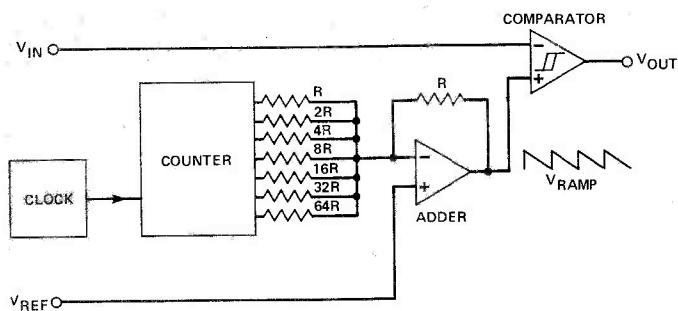 COMPARATOR
V_IN
V_OUT
R
2R
4R
8R
16R
32R
64R
R
COUNTER
CLOCK
ADDER
V_RAMP
V_REF